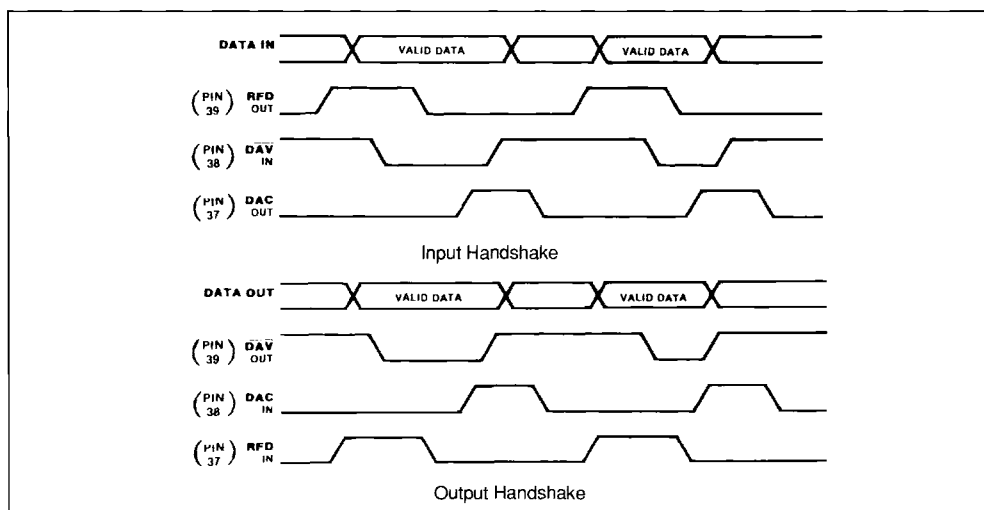 DATA IN VALID DATA VALID DATA
(PIN 39) RFD OUT
(PIN 38) DAV IN
(PIN 37) DAC OUT
Input Handshake
DATA OUT VALID DATA VALID DATA
(PIN 39) DAV OUT
(PIN 38) DAC IN
(PIN 37) RFD IN
Output Handshake